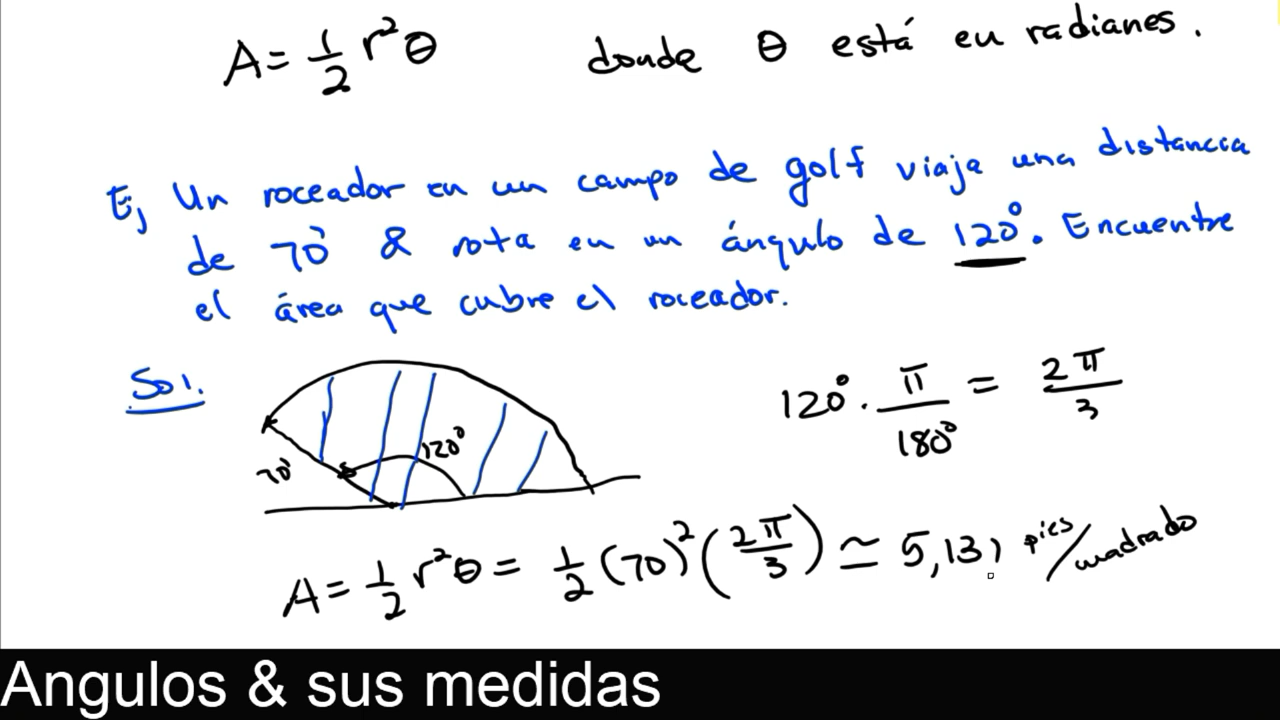 A = 1/2 r²θ donde θ está en radianes.
E, Un roceador en un campo de golf viaja una distancia
de 70' & rota en un ángulo de 120°. Encuentre
el área que cubre el roceador.
Sol.
120° · π/180° = 2π/3
120°
70'
A = 1/2 r²θ = 1/2 (70)² (2π/3) ≃ 5,131 pies/cuadrado
Angulos & sus medidas